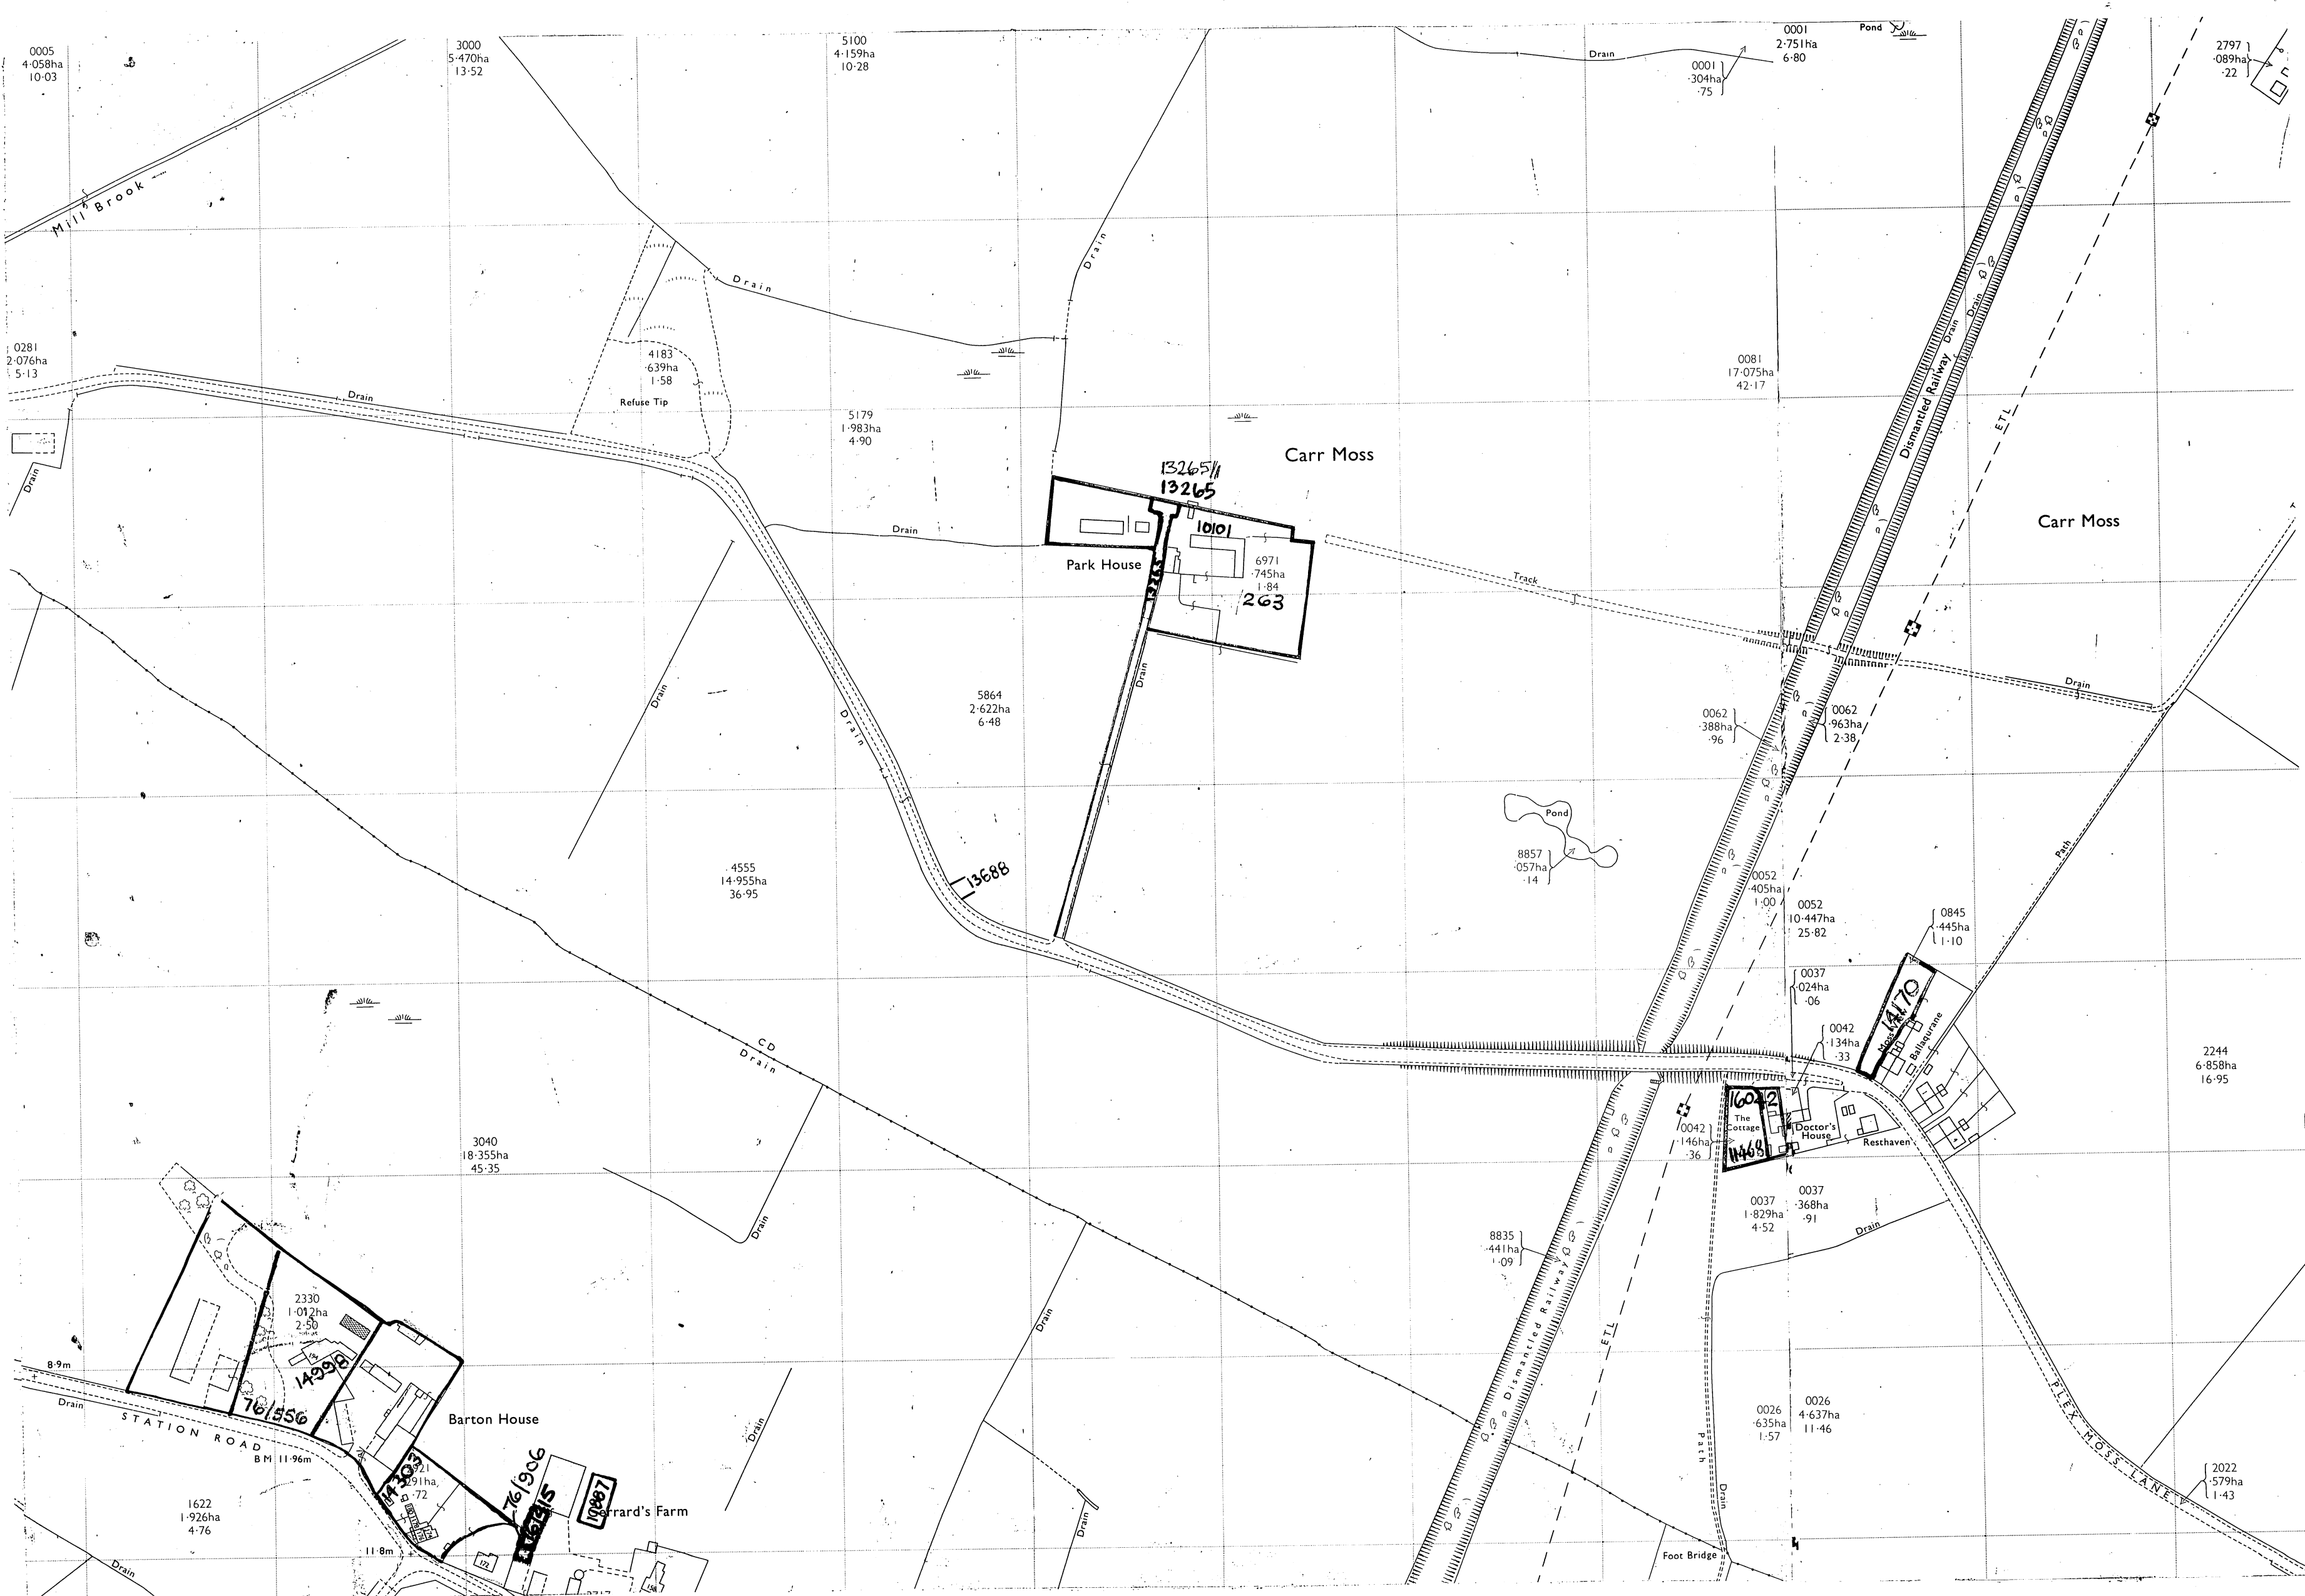 0005
4·058ha
10·03
3000
5·470ha
13·52
5100
4·159ha
10·28
Drain
0001
·304ha
·75
0001
2·751ha
6·80
Pond
2797
·089ha
·22
Mill Brook
Drain
Drain
Drain
Drain
0281
2·076ha
5·13
Drain
4183
·639ha
1·58
Refuse Tip
5179
1·983ha
4·90
0081
17·075ha
42·17
Dismantled Railway
ETL
Carr Moss
Carr Moss
13265/1
13265
10101
Drain
Drain
Park House
13265
6971
·745ha
1·84
263
Track
Drain
Drain
Drain
Drain
5864
2·622ha
6·48
0062
·388ha
·96
0062
·963ha
2·38
Pond
8857
·057ha
·14
Path
4555
14·955ha
36·95
13688
0052
·405ha
1·00
0052
10·447ha
25·82
0845
·445ha
1·10
0037
·024ha
·06
14170
Ballaqurane
0042
·134ha
·33
CD
Drain
2244
6·858ha
16·95
16042
The
Cottage
11468
Doctor's
House
Resthaven
0042
·146ha
·36
3040
18·355ha
45·35
Drain
0037
1·829ha
4·52
0037
·368ha
·91
Drain
8835
·441ha
1·09
Dismantled Railway
ETL
2330
1·012ha
2·50
194
14998
76/556
8·9m
Drain
STATION ROAD
BM 11·96m
Barton House
Drain
Drain
0026
·635ha
1·57
0026
4·637ha
11·46
Path
PLEX MOSS LANE
14303
·72
76/906
10887
1622
1·926ha
4·76
172
11·8m
Drain
Drain
Drain
2022
·579ha
1·43
Foot Bridge